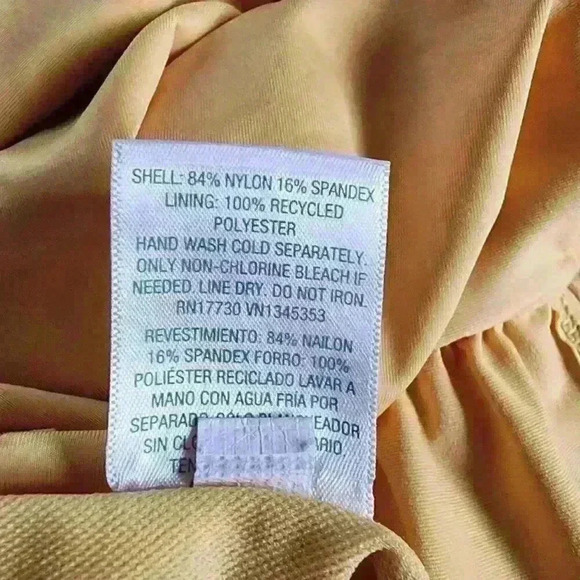 SHELL: 84% NYLON 16% SPANDEX
LINING: 100% RECYCLED
POLYESTER
HAND WASH COLD SEPARATELY.
ONLY NON-CHLORINE BLEACH IF
NEEDED. LINE DRY. DO NOT IRON.
RN17730 VN1345353
REVESTIMIENTO: 84% NAILON
16% SPANDEX FORRO: 100%
POLIÉSTER RECICLADO LAVAR A
MANO CON AGUA FRÍA POR
SEPARADO
SIN